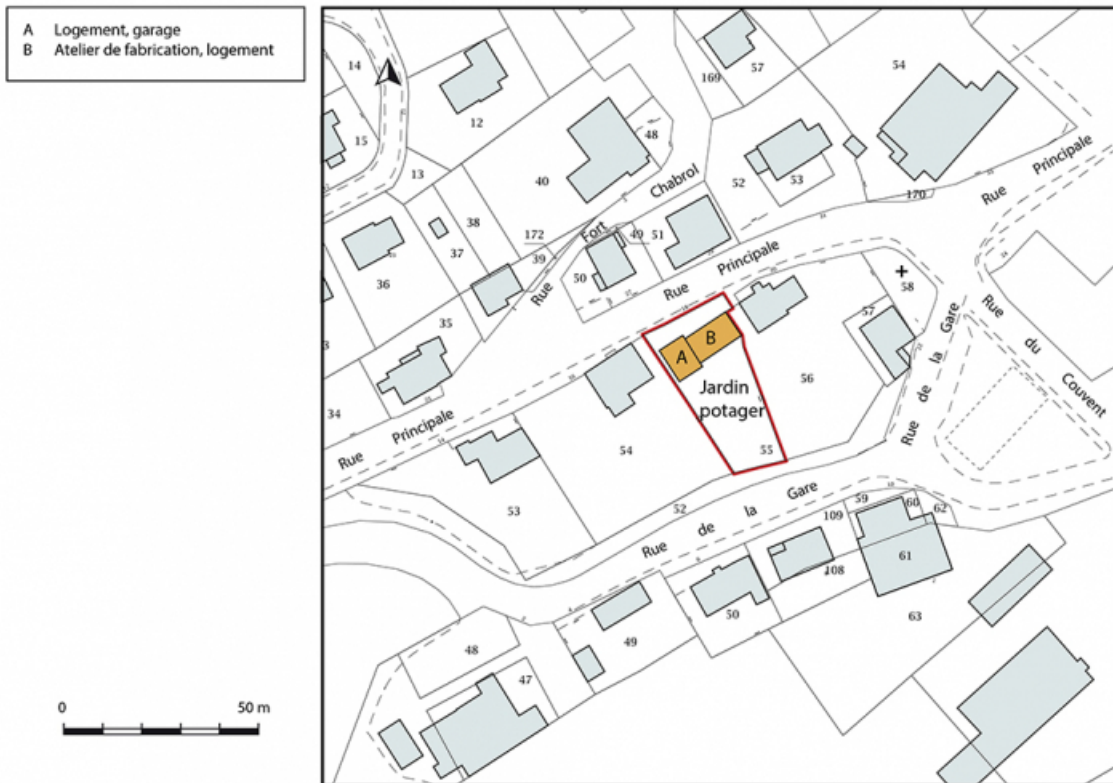 A Logement, garage
B Atelier de fabrication, logement
14
15
12
13
40
48
169
57
54
Rue Principale
170
52
53
Rue Fort Chabrol
38
37
36
172
39
49
51
50
35
34
3
Rue Principale
Rue Principale
A
B
Jardin
potager
55
56
57
58
Rue de la Gare
Rue du Couvent
54
53
52
Rue de la Gare
109
59
60
62
61
108
63
50
49
48
47
0 50 m